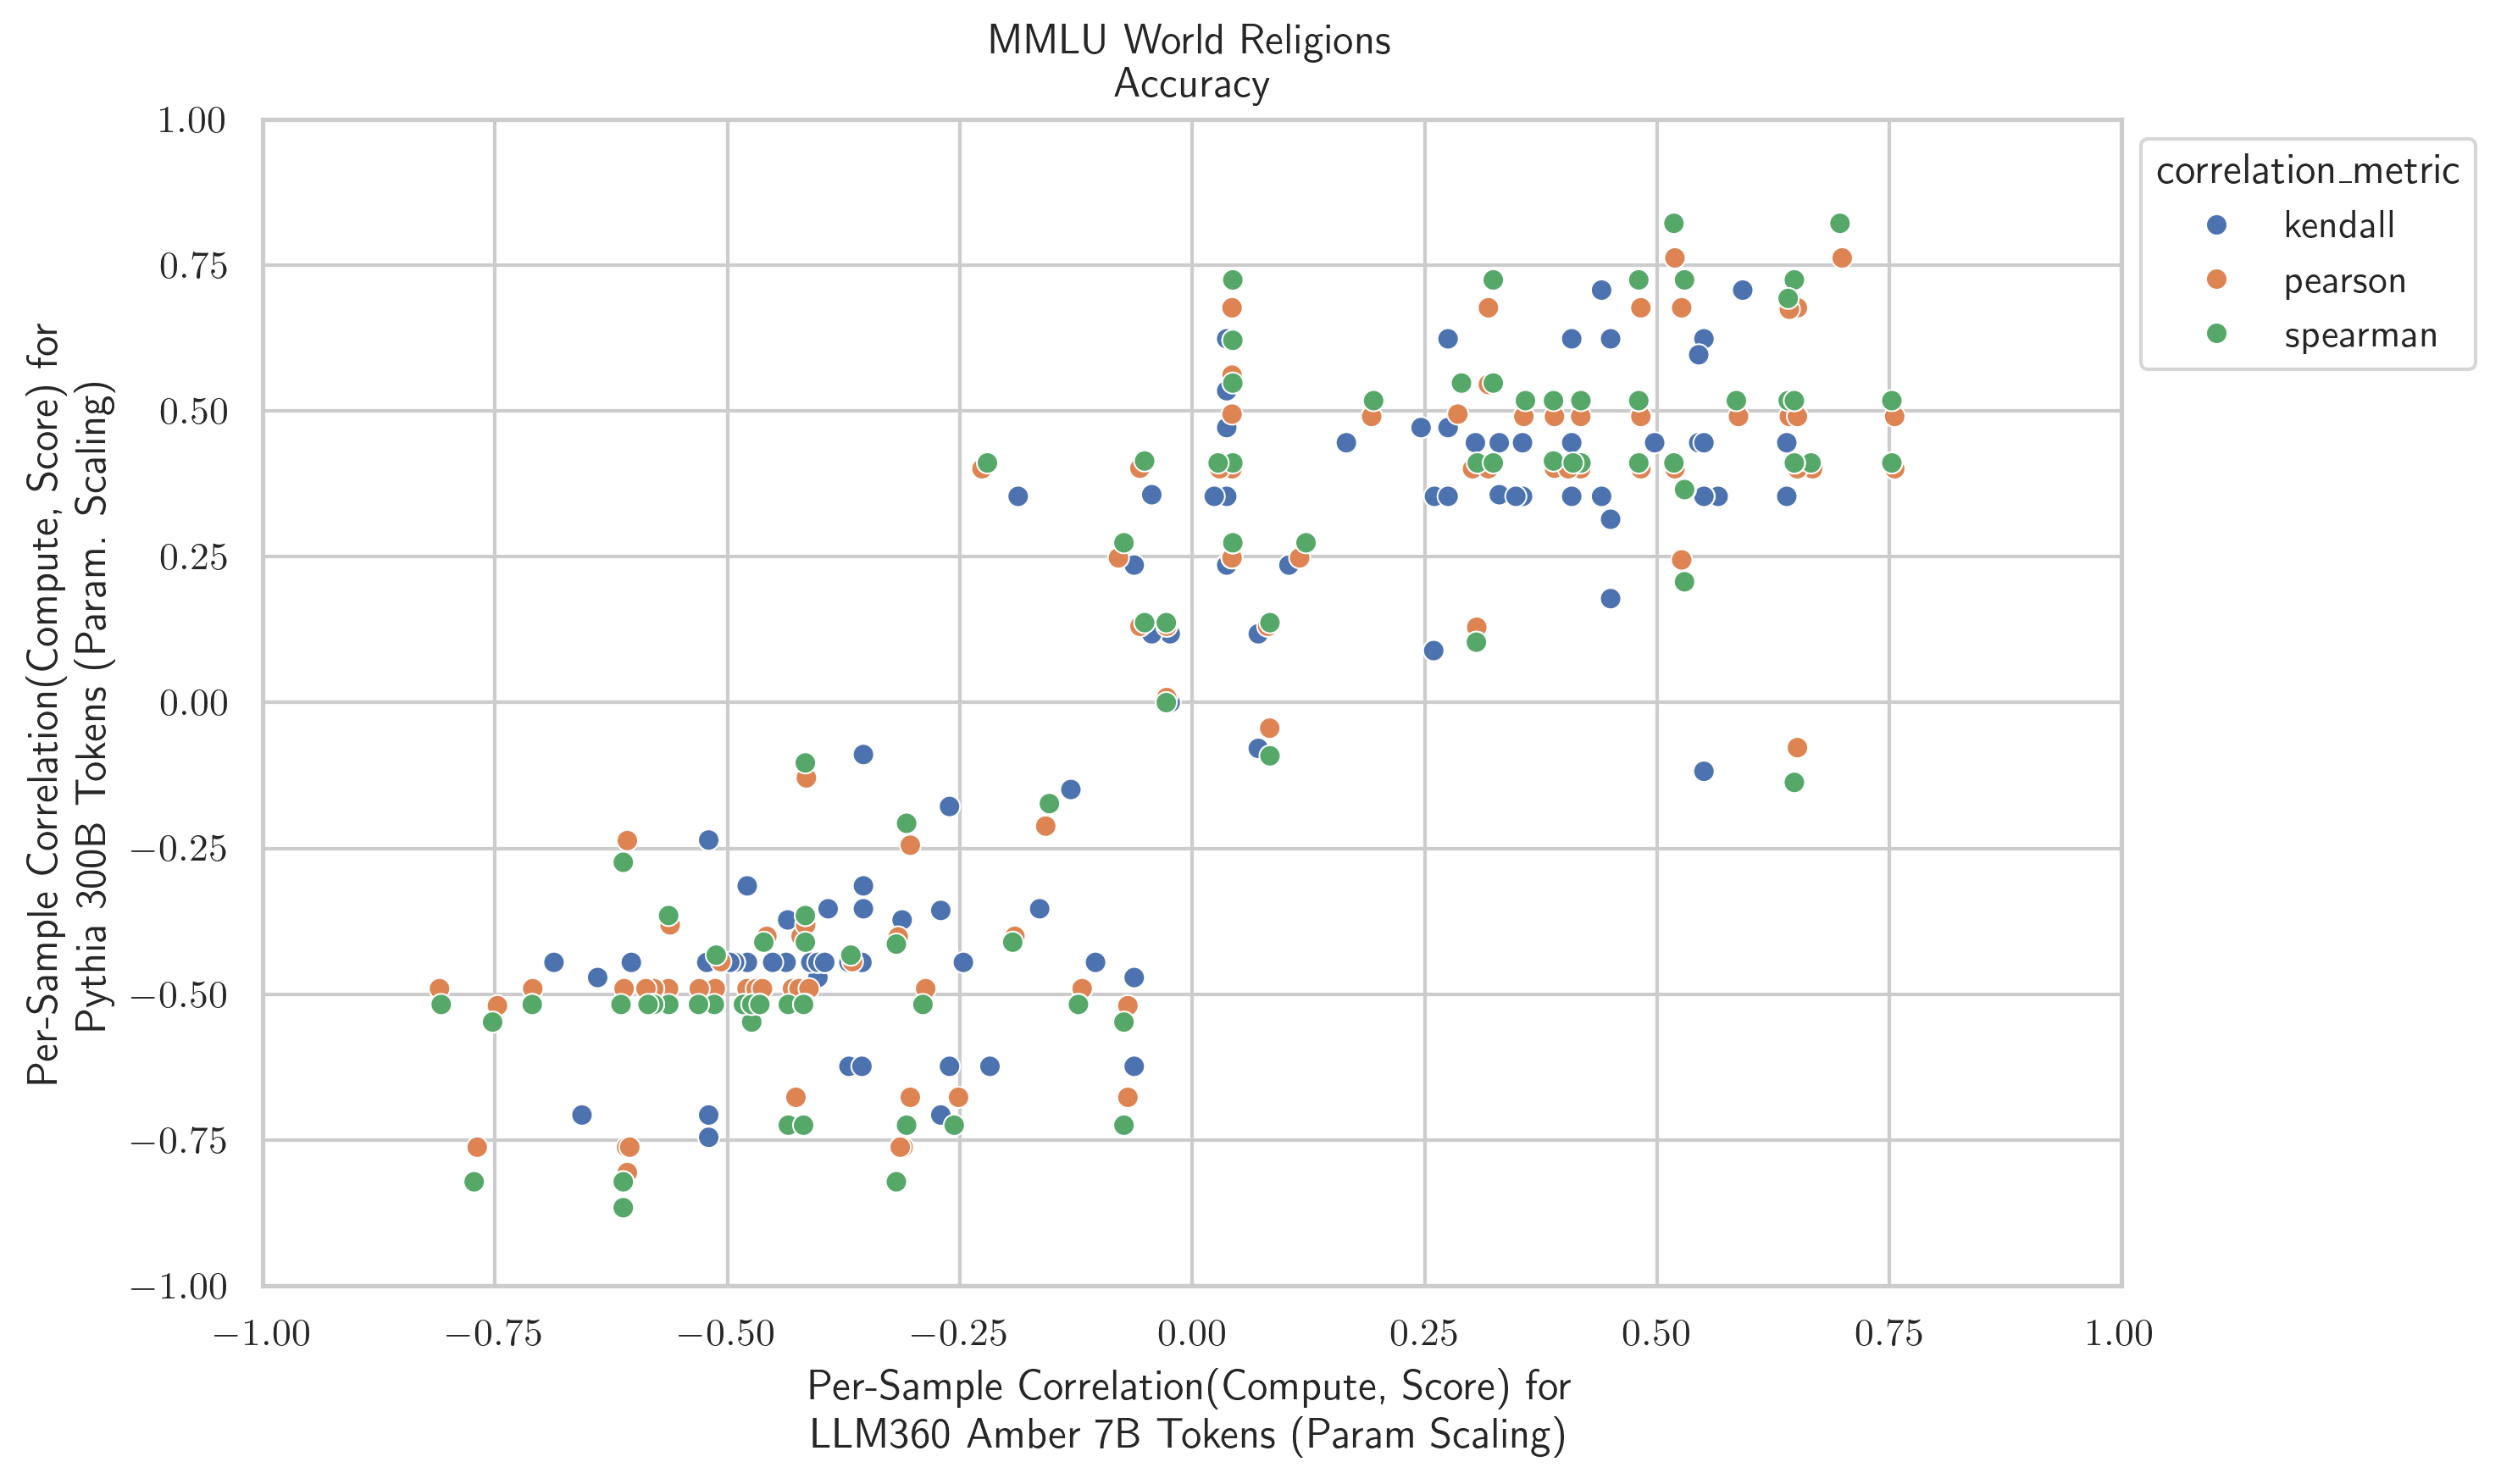 MMLU World Religions
Accuracy
Per-Sample Correlation(Compute, Score) for
Pythia 300B Tokens (Param. Scaling)
1.00
0.75
0.50
0.25
0.00
−0.25
−0.50
−0.75
−1.00
−1.00 −0.75 −0.50 −0.25 0.00 0.25 0.50 0.75 1.00
Per-Sample Correlation(Compute, Score) for
LLM360 Amber 7B Tokens (Param Scaling)
correlation_metric
kendall
pearson
spearman